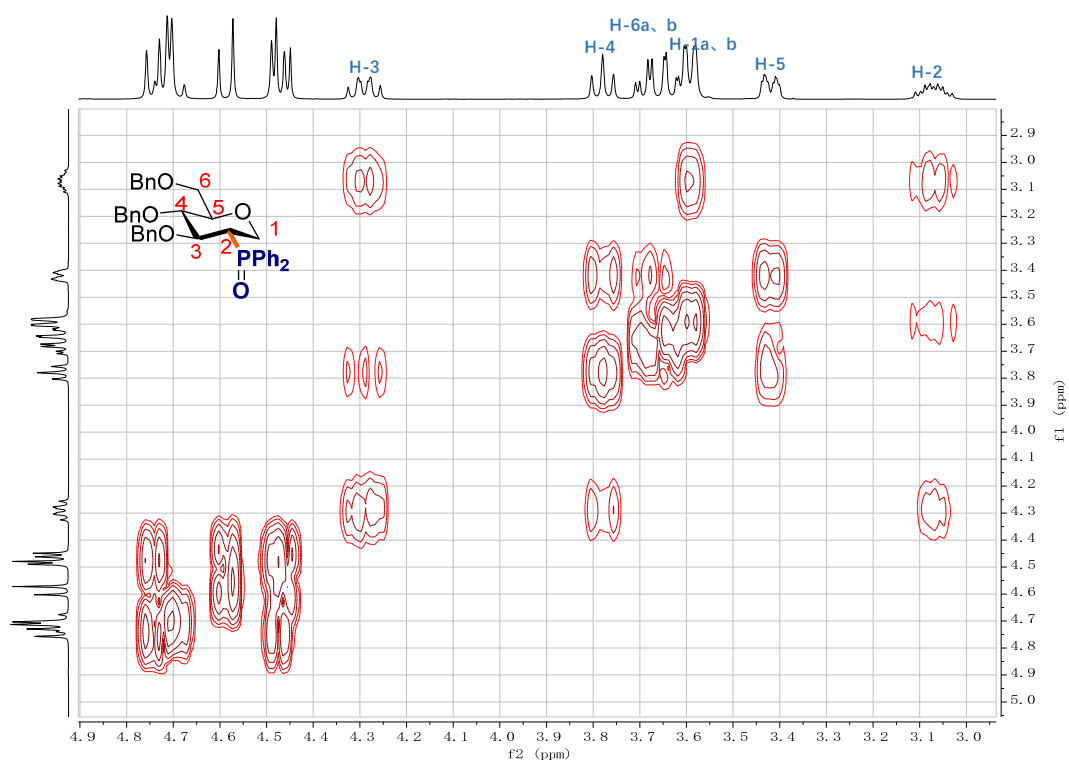 H-6a、b
H-4
H-1a、b
H-3
H-5
H-2
BnO
6
4
5
O
BnO
BnO
1
3
2
PPh2
O
2.9
3.0
3.1
3.2
3.3
3.4
3.5
3.6
3.7
3.8
3.9
4.0
4.1
4.2
4.3
4.4
4.5
4.6
4.7
4.8
4.9
5.0
f1 (ppm)
4.9 4.8 4.7 4.6 4.5 4.4 4.3 4.2 4.1 4.0 3.9 3.8 3.7 3.6 3.5 3.4 3.3 3.2 3.1 3.0
f2 (ppm)